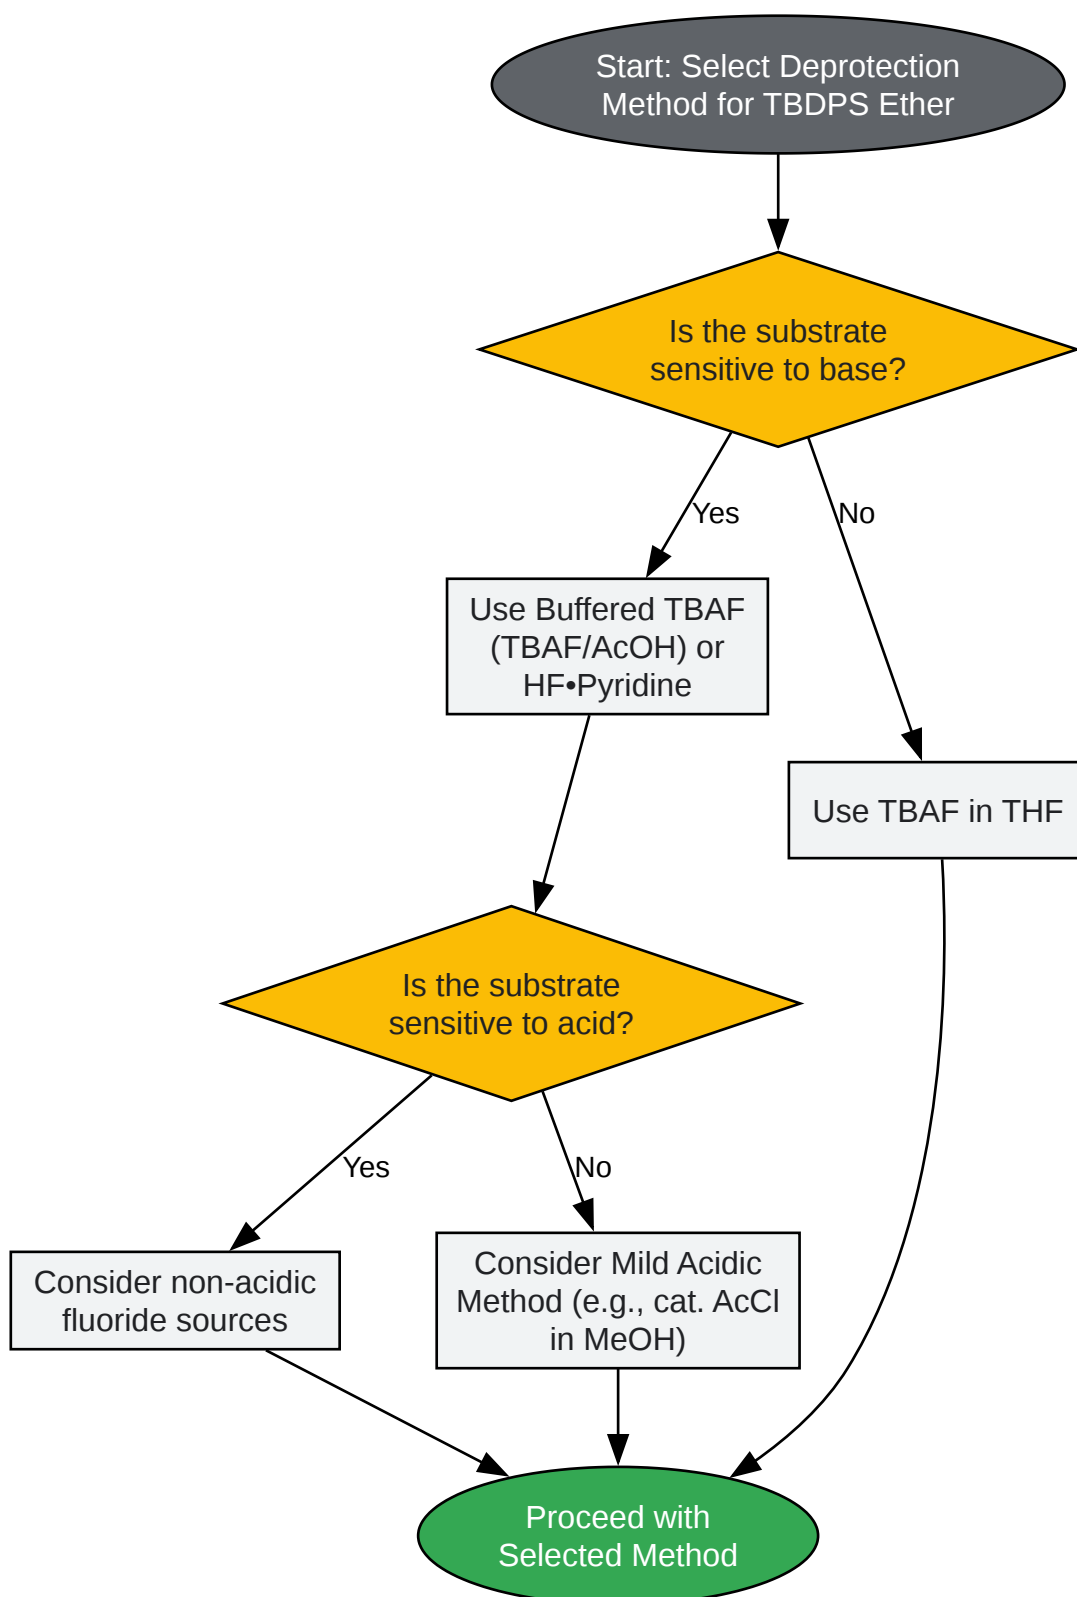 Start: Select Deprotection
Method for TBDPS Ether
Is the substrate
sensitive to base?
Yes
No
Use Buffered TBAF
(TBAF/AcOH) or
HF•Pyridine
Use TBAF in THF
Is the substrate
sensitive to acid?
Yes
No
Consider non-acidic
fluoride sources
Consider Mild Acidic
Method (e.g., cat. AcCl
in MeOH)
Proceed with
Selected Method